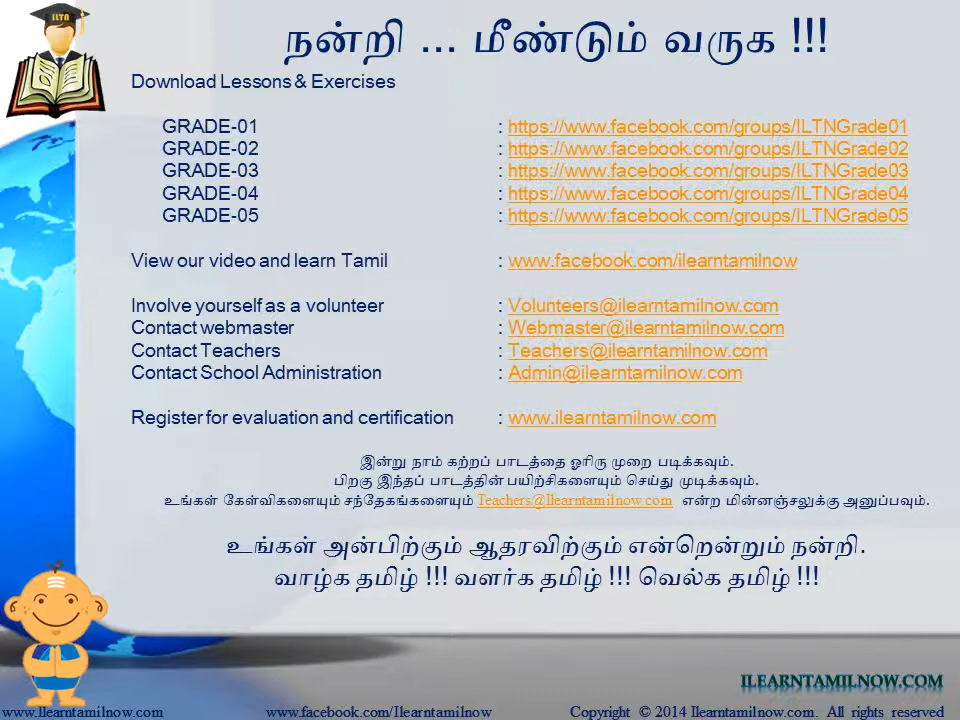 ILTN
நன்றி ... மீண்டும் வருக !!!
Download Lessons & Exercises
GRADE-01 : https://www.facebook.com/groups/ILTNGrade01
GRADE-02 : https://www.facebook.com/groups/ILTNGrade02
GRADE-03 : https://www.facebook.com/groups/ILTNGrade03
GRADE-04 : https://www.facebook.com/groups/ILTNGrade04
GRADE-05 : https://www.facebook.com/groups/ILTNGrade05
View our video and learn Tamil : www.facebook.com/ilearntamilnow
Involve yourself as a volunteer : Volunteers@ilearntamilnow.com
Contact webmaster : Webmaster@ilearntamilnow.com
Contact Teachers : Teachers@ilearntamilnow.com
Contact School Administration : Admin@ilearntamilnow.com
Register for evaluation and certification : www.ilearntamilnow.com
இன்று நாம் கற்றப் பாடத்தை ஓரிரு முறை படிக்கவும்.
பிறகு இந்தப் பாடத்தின் பயிற்சிகளையும் செய்து முடிக்கவும்.
உங்கள் கேள்விகளையும் சந்தேகங்களையும் Teachers@Ilearntamilnow.com என்ற மின்னஞ்சலுக்கு அனுப்பவும்.
உங்கள் அன்பிற்கும் ஆதரவிற்கும் என்றென்றும் நன்றி.
வாழ்க தமிழ் !!! வளர்க தமிழ் !!! வெல்க தமிழ் !!!
ILEARNTAMILNOW.COM
www.Ilearntamilnow.com www.facebook.com/Ilearntamilnow Copyright © 2014 Ilearntamilnow.com. All rights reserved